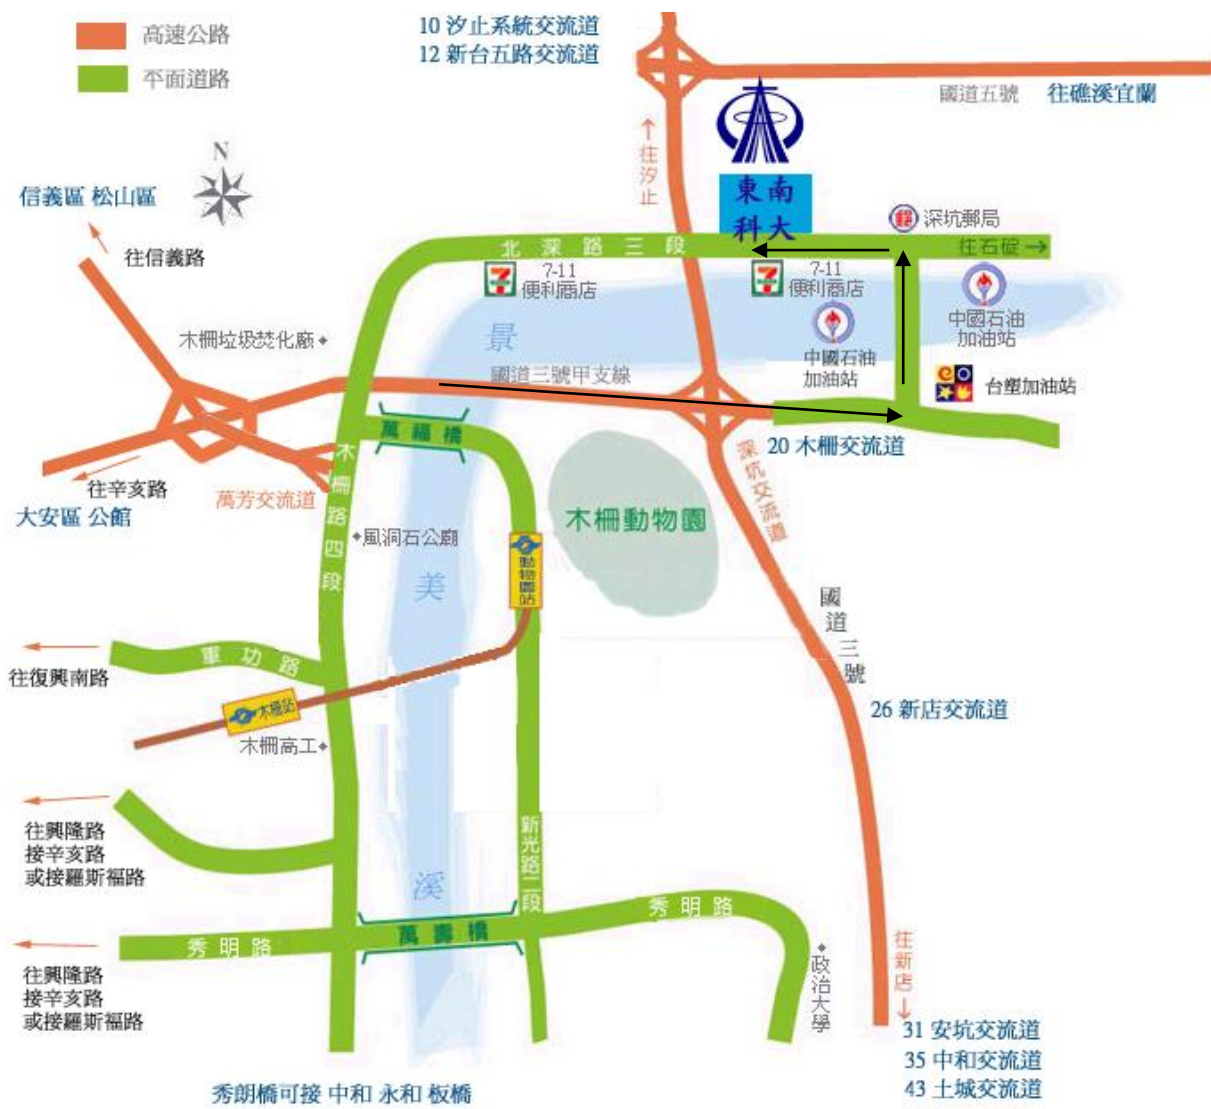 高速公路
平面道路
10 汐止系統交流道
12 新台五路交流道
國道五號
往礁溪宜蘭
↑往汐止
東南
科大
N
信義區 松山區
往信義路
深坑郵局
北深路三段
往石碇→
7-11
便利商店
7-11
便利商店
中國石油
加油站
中國石油
加油站
台塑加油站
木柵垃圾焚化廠
景
國道三號甲支線
20 木柵交流道
萬福橋
深坑交流道
木柵動物園
往辛亥路
大安區 公館
萬芳交流道
木柵路四段
風洞石公廟
動物園站
美
國道三號
軍功路
往復興南路
木柵站
木柵高工
26 新店交流道
往興隆路
接辛亥路
或接羅斯福路
新光路二段
溪
秀明路
萬壽橋
秀明路
政治大學
往新店↓
往興隆路
接辛亥路
或接羅斯福路
31 安坑交流道
35 中和交流道
43 土城交流道
秀朗橋可接 中和 永和 板橋